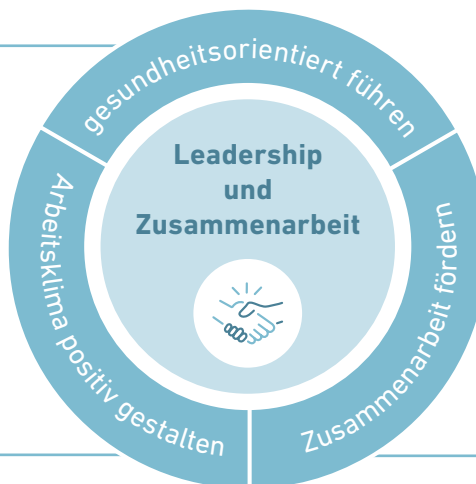 gesundheitsorientiert führen
Leadership
und
Zusammenarbeit
Arbeitsklima positiv gestalten
Zusammenarbeit fördern